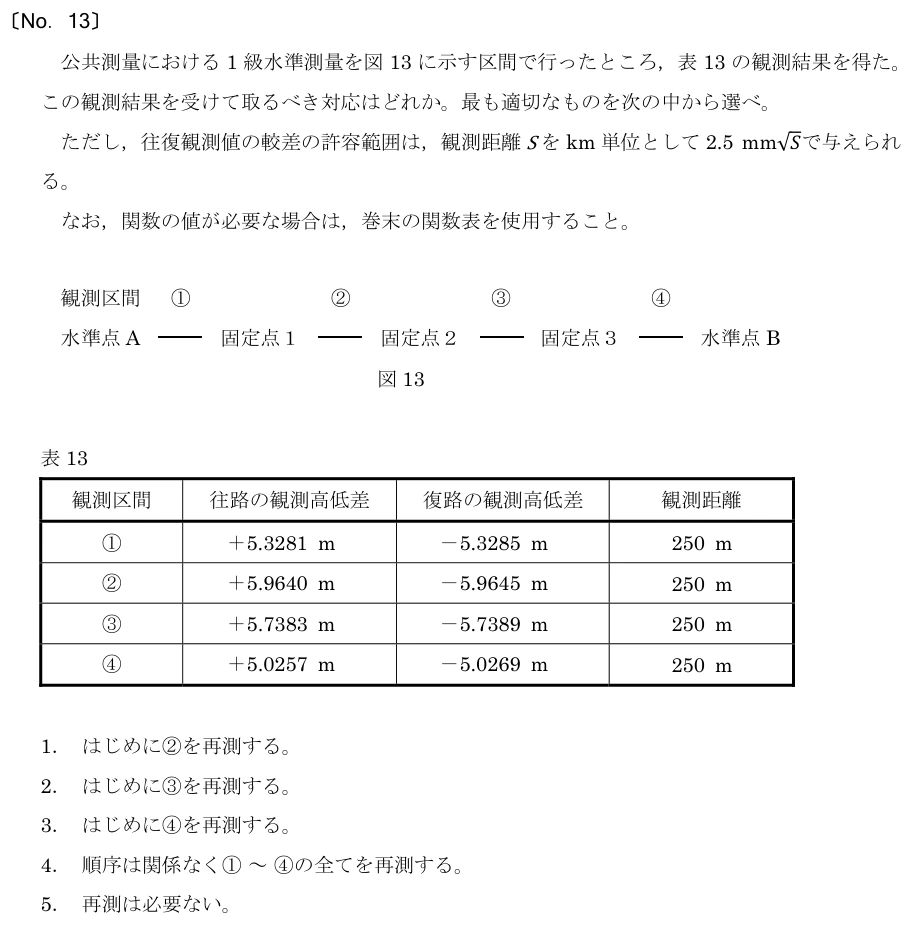 〔No. 13〕
公共測量における 1 級水準測量を図 13 に示す区間で行ったところ，表 13 の観測結果を得た。
この観測結果を受けて取るべき対応はどれか。最も適切なものを次の中から選べ。
ただし，往復観測値の較差の許容範囲は，観測距離 S を km 単位として 2.5 mm√S で与えられ
る。
なお，関数の値が必要な場合は，巻末の関数表を使用すること。
観測区間 ① ② ③ ④
水準点 A ── 固定点 1 ── 固定点 2 ── 固定点 3 ── 水準点 B
図 13
表 13
観測区間 往路の観測高低差 復路の観測高低差 観測距離
① ＋5.3281 m －5.3285 m 250 m
② ＋5.9640 m －5.9645 m 250 m
③ ＋5.7383 m －5.7389 m 250 m
④ ＋5.0257 m －5.0269 m 250 m
1. はじめに②を再測する。
2. はじめに③を再測する。
3. はじめに④を再測する。
4. 順序は関係なく① ～ ④の全てを再測する。
5. 再測は必要ない。